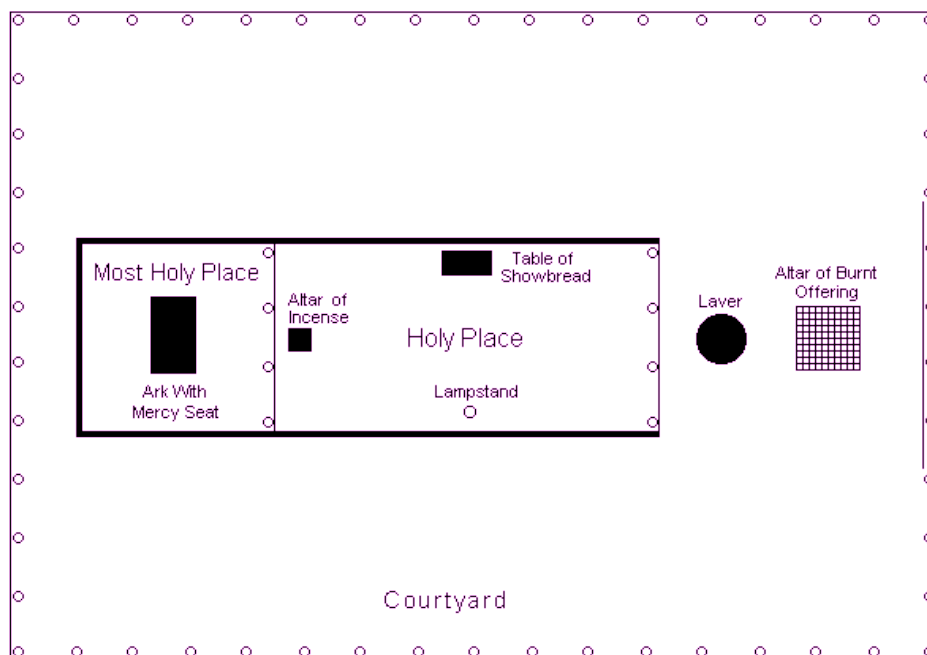 Most Holy Place
Table of
Showbread
Altar of Burnt
Offering
Altar of
Incense
Laver
Holy Place
Ark With
Mercy Seat
Lampstand
Courtyard